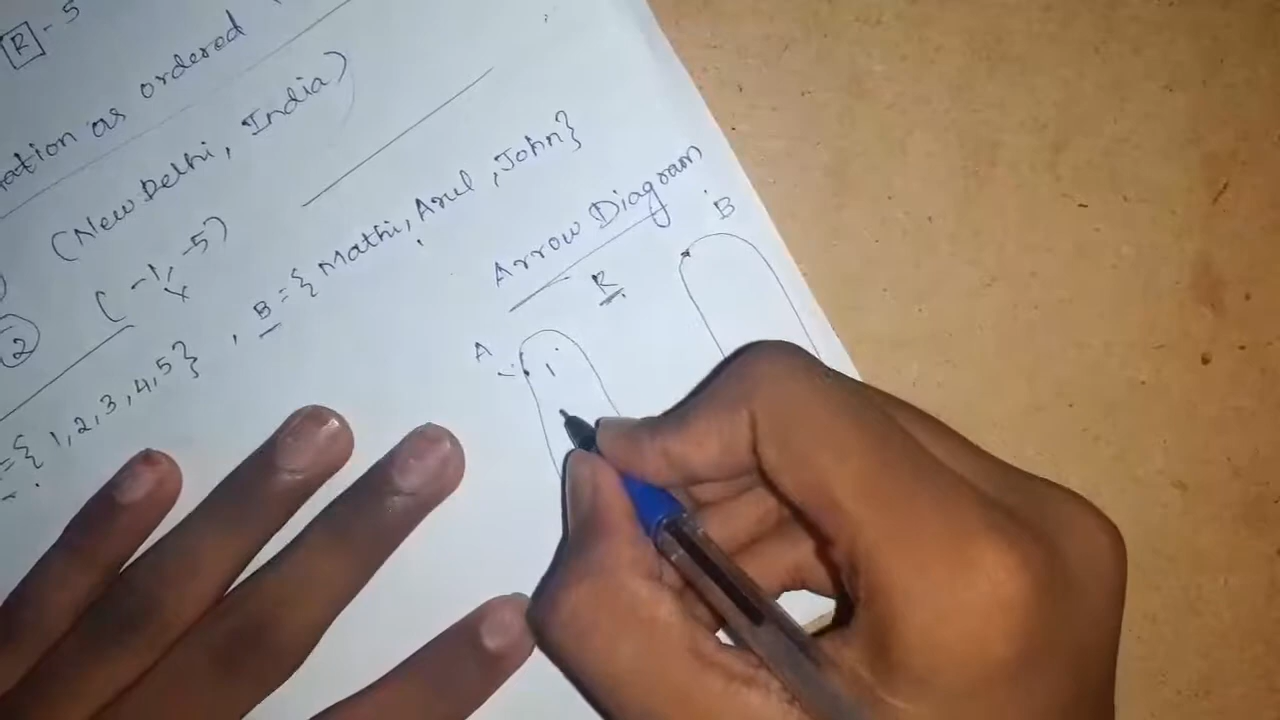 R - 5
ation as ordered
(New Delhi, India)
② (-1, -5)
= { 1, 2, 3, 4, 5 } , B = { Mathi, Arul , John }
Arrow Diagram
R
A
B
1